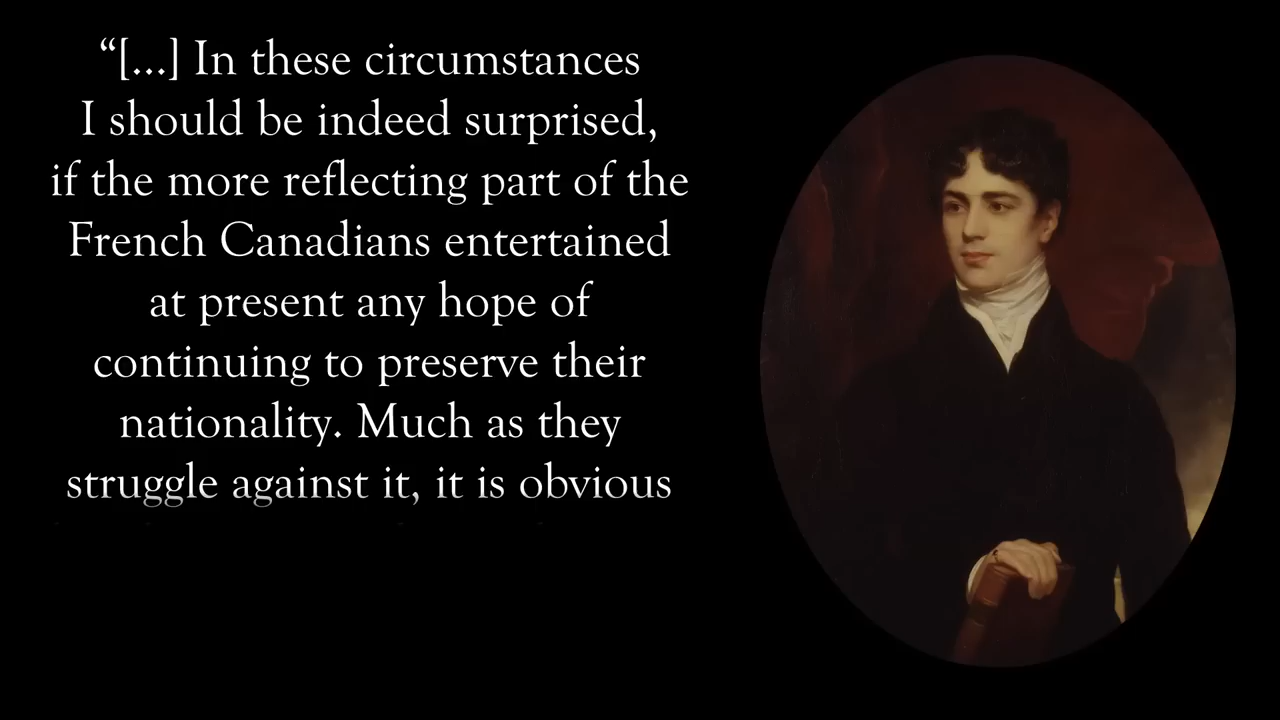 “[...] In these circumstances
I should be indeed surprised,
if the more reflecting part of the
French Canadians entertained
at present any hope of
continuing to preserve their
nationality. Much as they
struggle against it, it is obvious